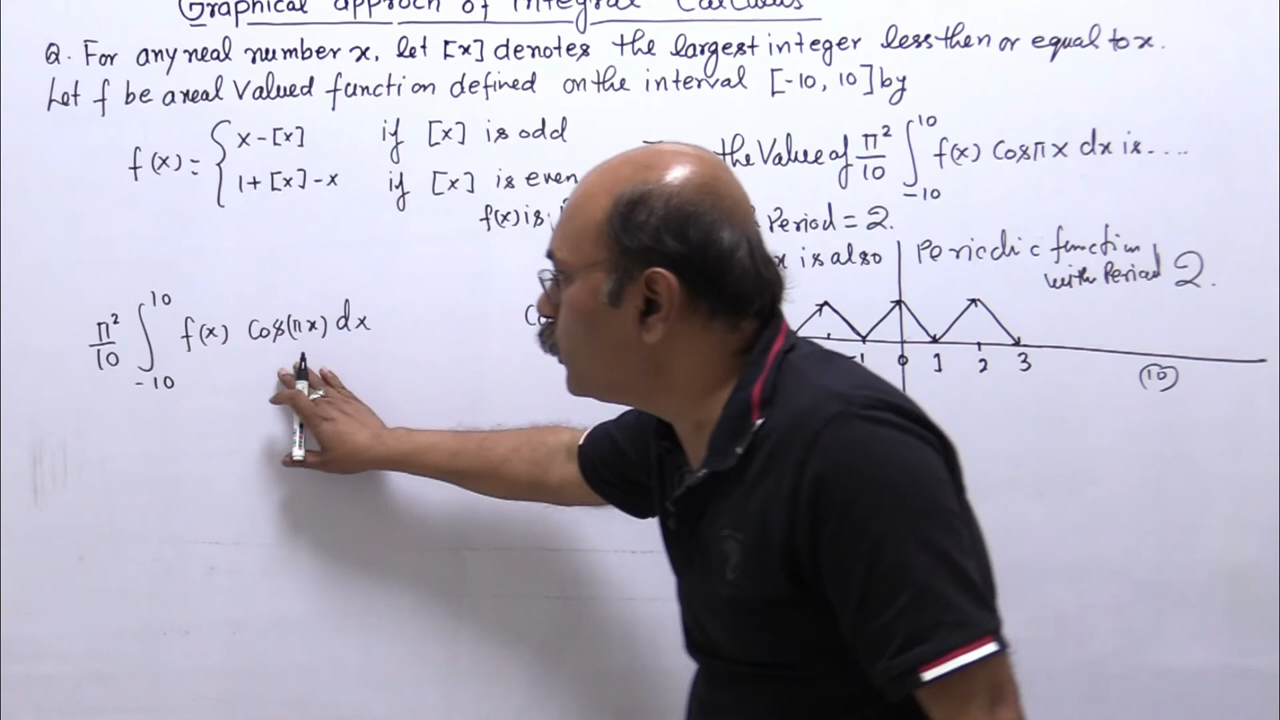 Graphical approch of Integral Calculus
Q. For any real number x, let [x] denotes the largest integer less then or equal to x.
Let f be a real valued function defined on the interval [-10, 10] by
f(x) = { x - [x] if [x] is odd
1 + [x] - x if [x] is even
the Value of π²/10 ∫_{-10}^{10} f(x) Cosπx dx is....
f(x) is
Period = 2.
is also Periodic function
with Period 2.
π²/10 ∫_{-10}^{10} f(x) Cos(πx) dx
-1 0 1 2 3 10